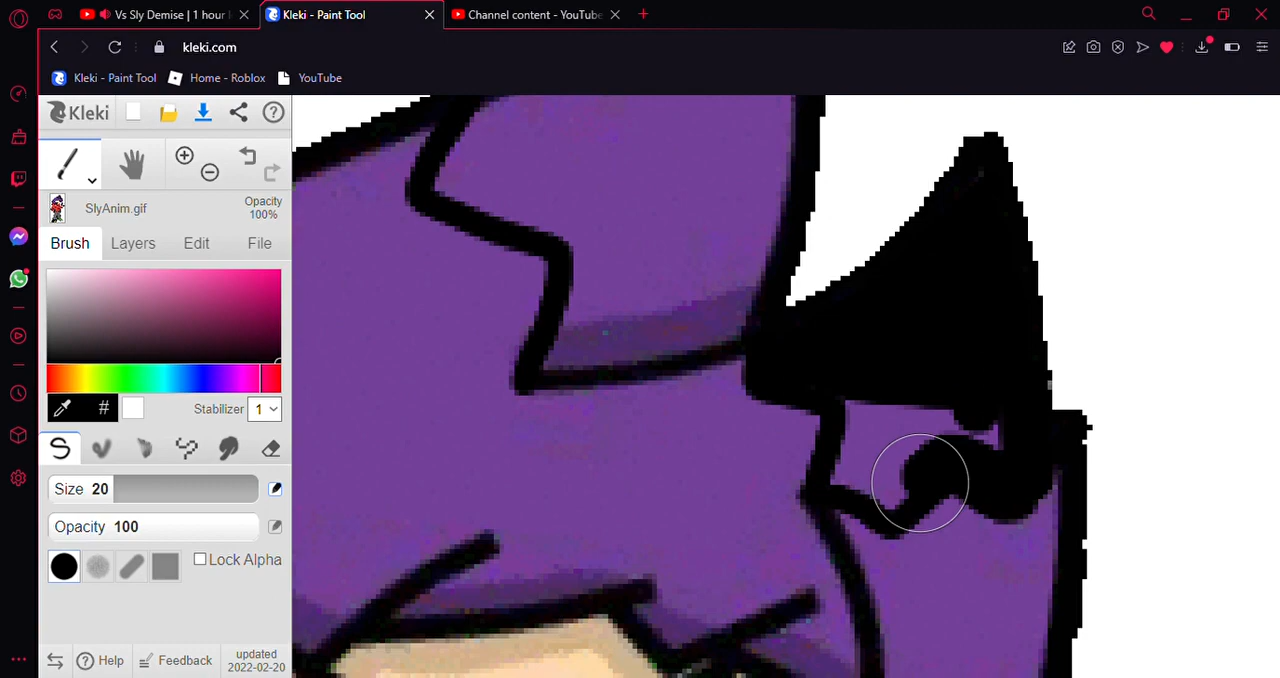 Vs Sly Demise | 1 hour
Kleki - Paint Tool
Channel content - YouTube
kleki.com
Kleki - Paint Tool
Home - Roblox
YouTube
Kleki
SlyAnim.gif
Opacity
100%
Brush
Layers
Edit
File
#
Stabilizer
1
Size 20
Opacity 100
Lock Alpha
Help
Feedback
updated
2022-02-20